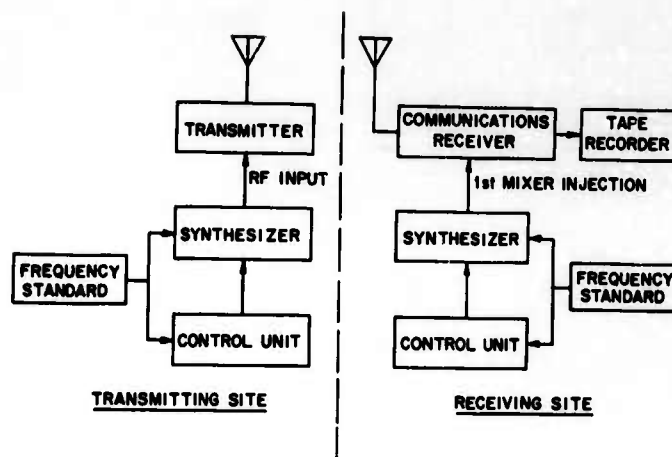 TRANSMITTER
RF INPUT
SYNTHESIZER
FREQUENCY
STANDARD
CONTROL UNIT
TRANSMITTING SITE
COMMUNICATIONS
RECEIVER
TAPE
RECORDER
1st MIXER INJECTION
SYNTHESIZER
FREQUENCY
STANDARD
CONTROL UNIT
RECEIVING SITE